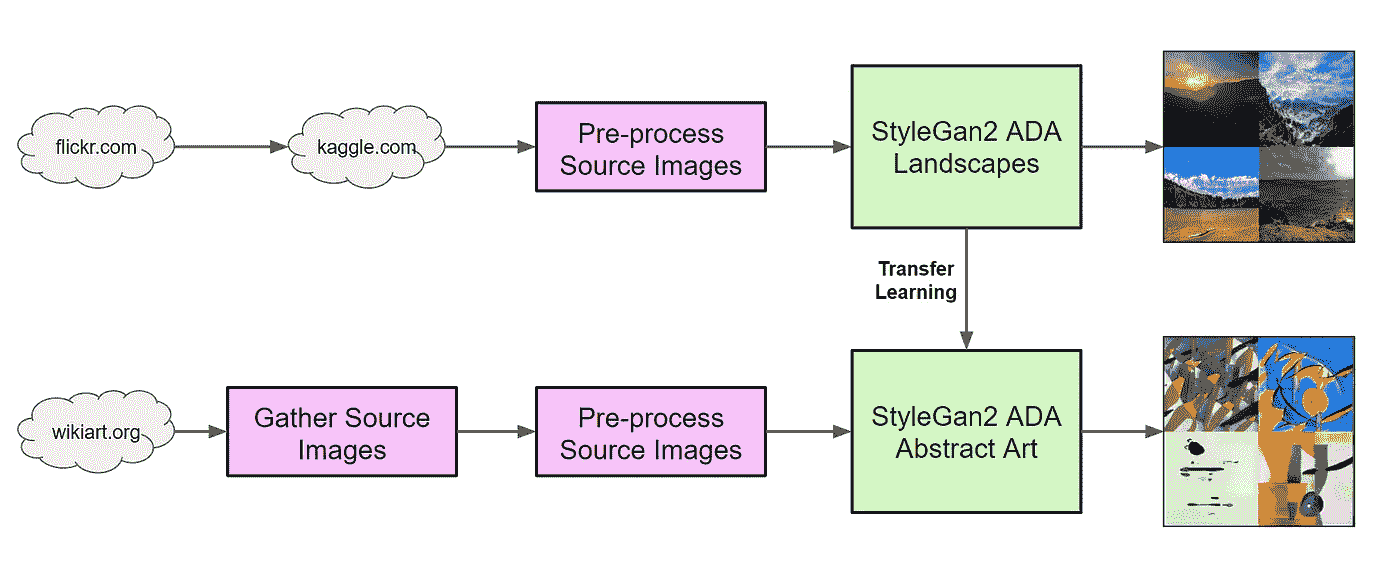 flickr.com
kaggle.com
Pre-process
Source Images
StyleGan2 ADA
Landscapes
Transfer
Learning
wikiart.org
Gather Source
Images
Pre-process
Source Images
StyleGan2 ADA
Abstract Art